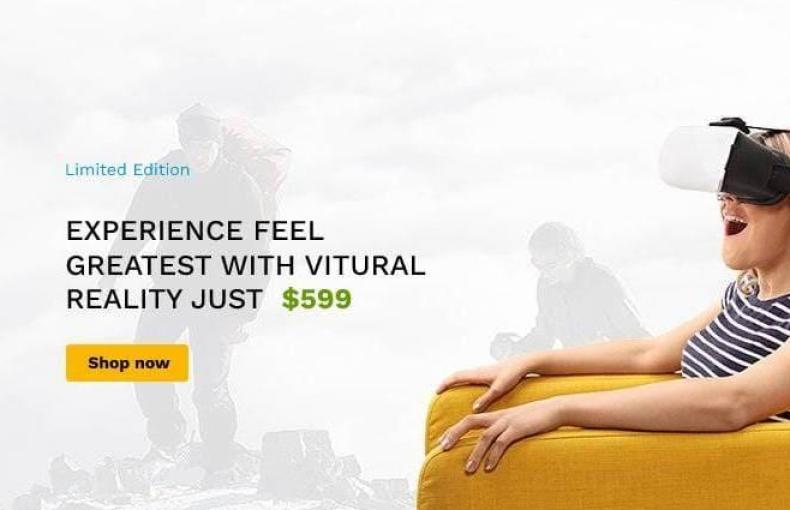 Limited Edition
EXPERIENCE FEEL
GREATEST WITH VITURAL
REALITY JUST $599
Shop now